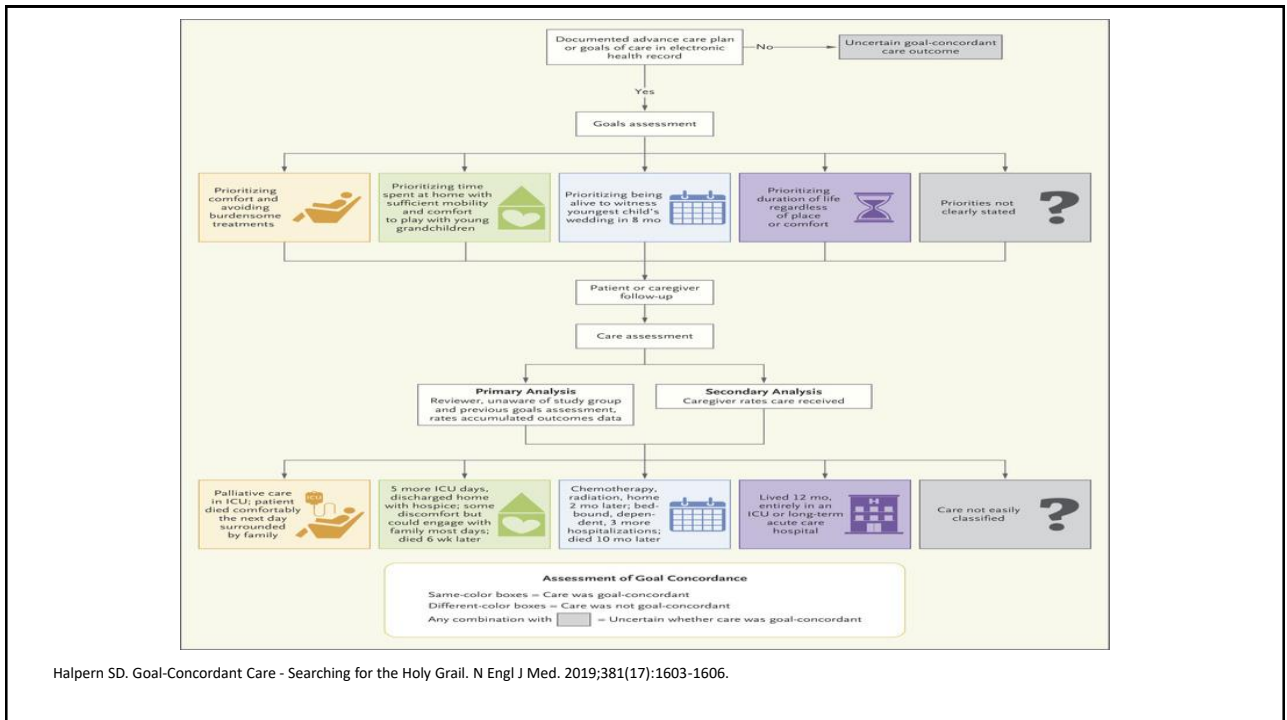 Documented advance care plan
or goals of care in electronic
health record
No
Uncertain goal-concordant
care outcome
Yes
Goals assessment
Prioritizing
comfort and
avoiding
burdensome
treatments
Prioritizing time
spent at home with
sufficient mobility
and comfort
to play with young
grandchildren
Prioritizing being
alive to witness
youngest child's
wedding in 8 mo
Prioritizing
duration of life
regardless
of place
or comfort
Priorities not
clearly stated
?
Patient or caregiver
follow-up
Care assessment
Primary Analysis
Reviewer, unaware of study group
and previous goals assessment,
rates accumulated outcomes data
Secondary Analysis
Caregiver rates care received
Palliative care
in ICU; patient
died comfortably
the next day
surrounded
by family
ICU
5 more ICU days,
discharged home
with hospice; some
discomfort but
could engage with
family most days;
died 6 wk later
Chemotherapy,
radiation, home
2 mo later; bed-
bound, depen-
dent, 3 more
hospitalizations;
died 10 mo later
Lived 12 mo,
entirely in an
ICU or long-term
acute care
hospital
H
Care not easily
classified
?
Assessment of Goal Concordance
Same-color boxes = Care was goal-concordant
Different-color boxes = Care was not goal-concordant
Any combination with = Uncertain whether care was goal-concordant
Halpern SD. Goal-Concordant Care - Searching for the Holy Grail. N Engl J Med. 2019;381(17):1603-1606.